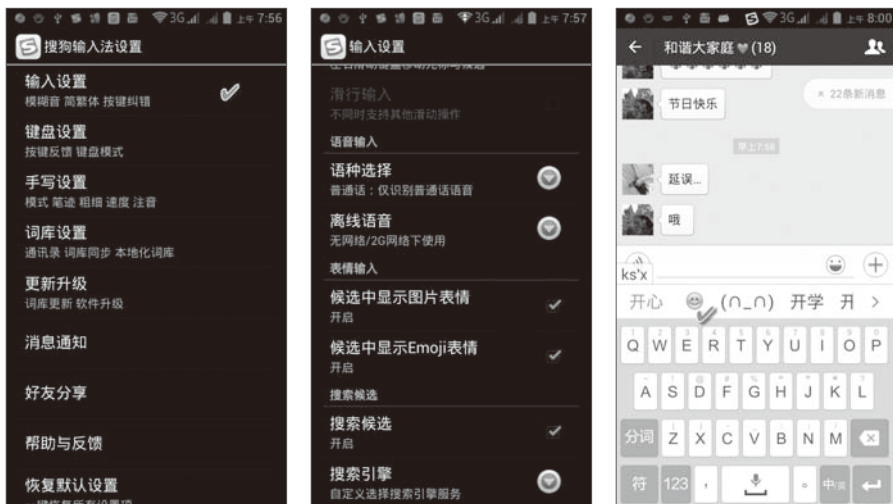 3G 上午7:56
搜狗输入法设置
输入设置
模糊音 简繁体 按键纠错
键盘设置
按键反馈 键盘模式
手写设置
模式 笔迹 粗细 速度 注音
词库设置
通讯录 词库同步 本地化词库
更新升级
词库更新 软件升级
消息通知
好友分享
帮助与反馈
恢复默认设置
3G 上午7:57
输入设置
滑行输入
不同时支持其他滑动操作
语音输入
语种选择
普通话：仅识别普通话语音
离线语音
无网络/2G网络下使用
表情输入
候选中显示图片表情
开启
候选中显示Emoji表情
开启
搜索候选
搜索候选
开启
搜索引擎
自定义选择搜索引擎服务
3G 上午8:00
和谐大家庭♥(18)
× 22条新消息
节日快乐
早上7:58
延误...
哦
ks'x
开心 (∩_∩) 开学 开 >
Q W E R T Y U I O P
A S D F G H J K L
分词 Z X C V B N M
符 123 ， 。 中/英